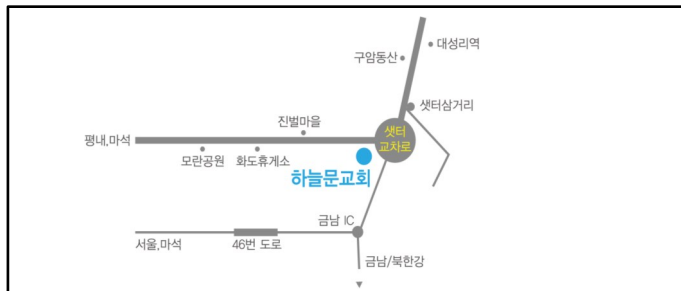 대성리역
구암동산
샛터삼거리
진벌마을
샛터
교차로
평내,마석
모란공원
화도휴게소
하늘문교회
금남 IC
서울,마석
46번 도로
금남/북한강